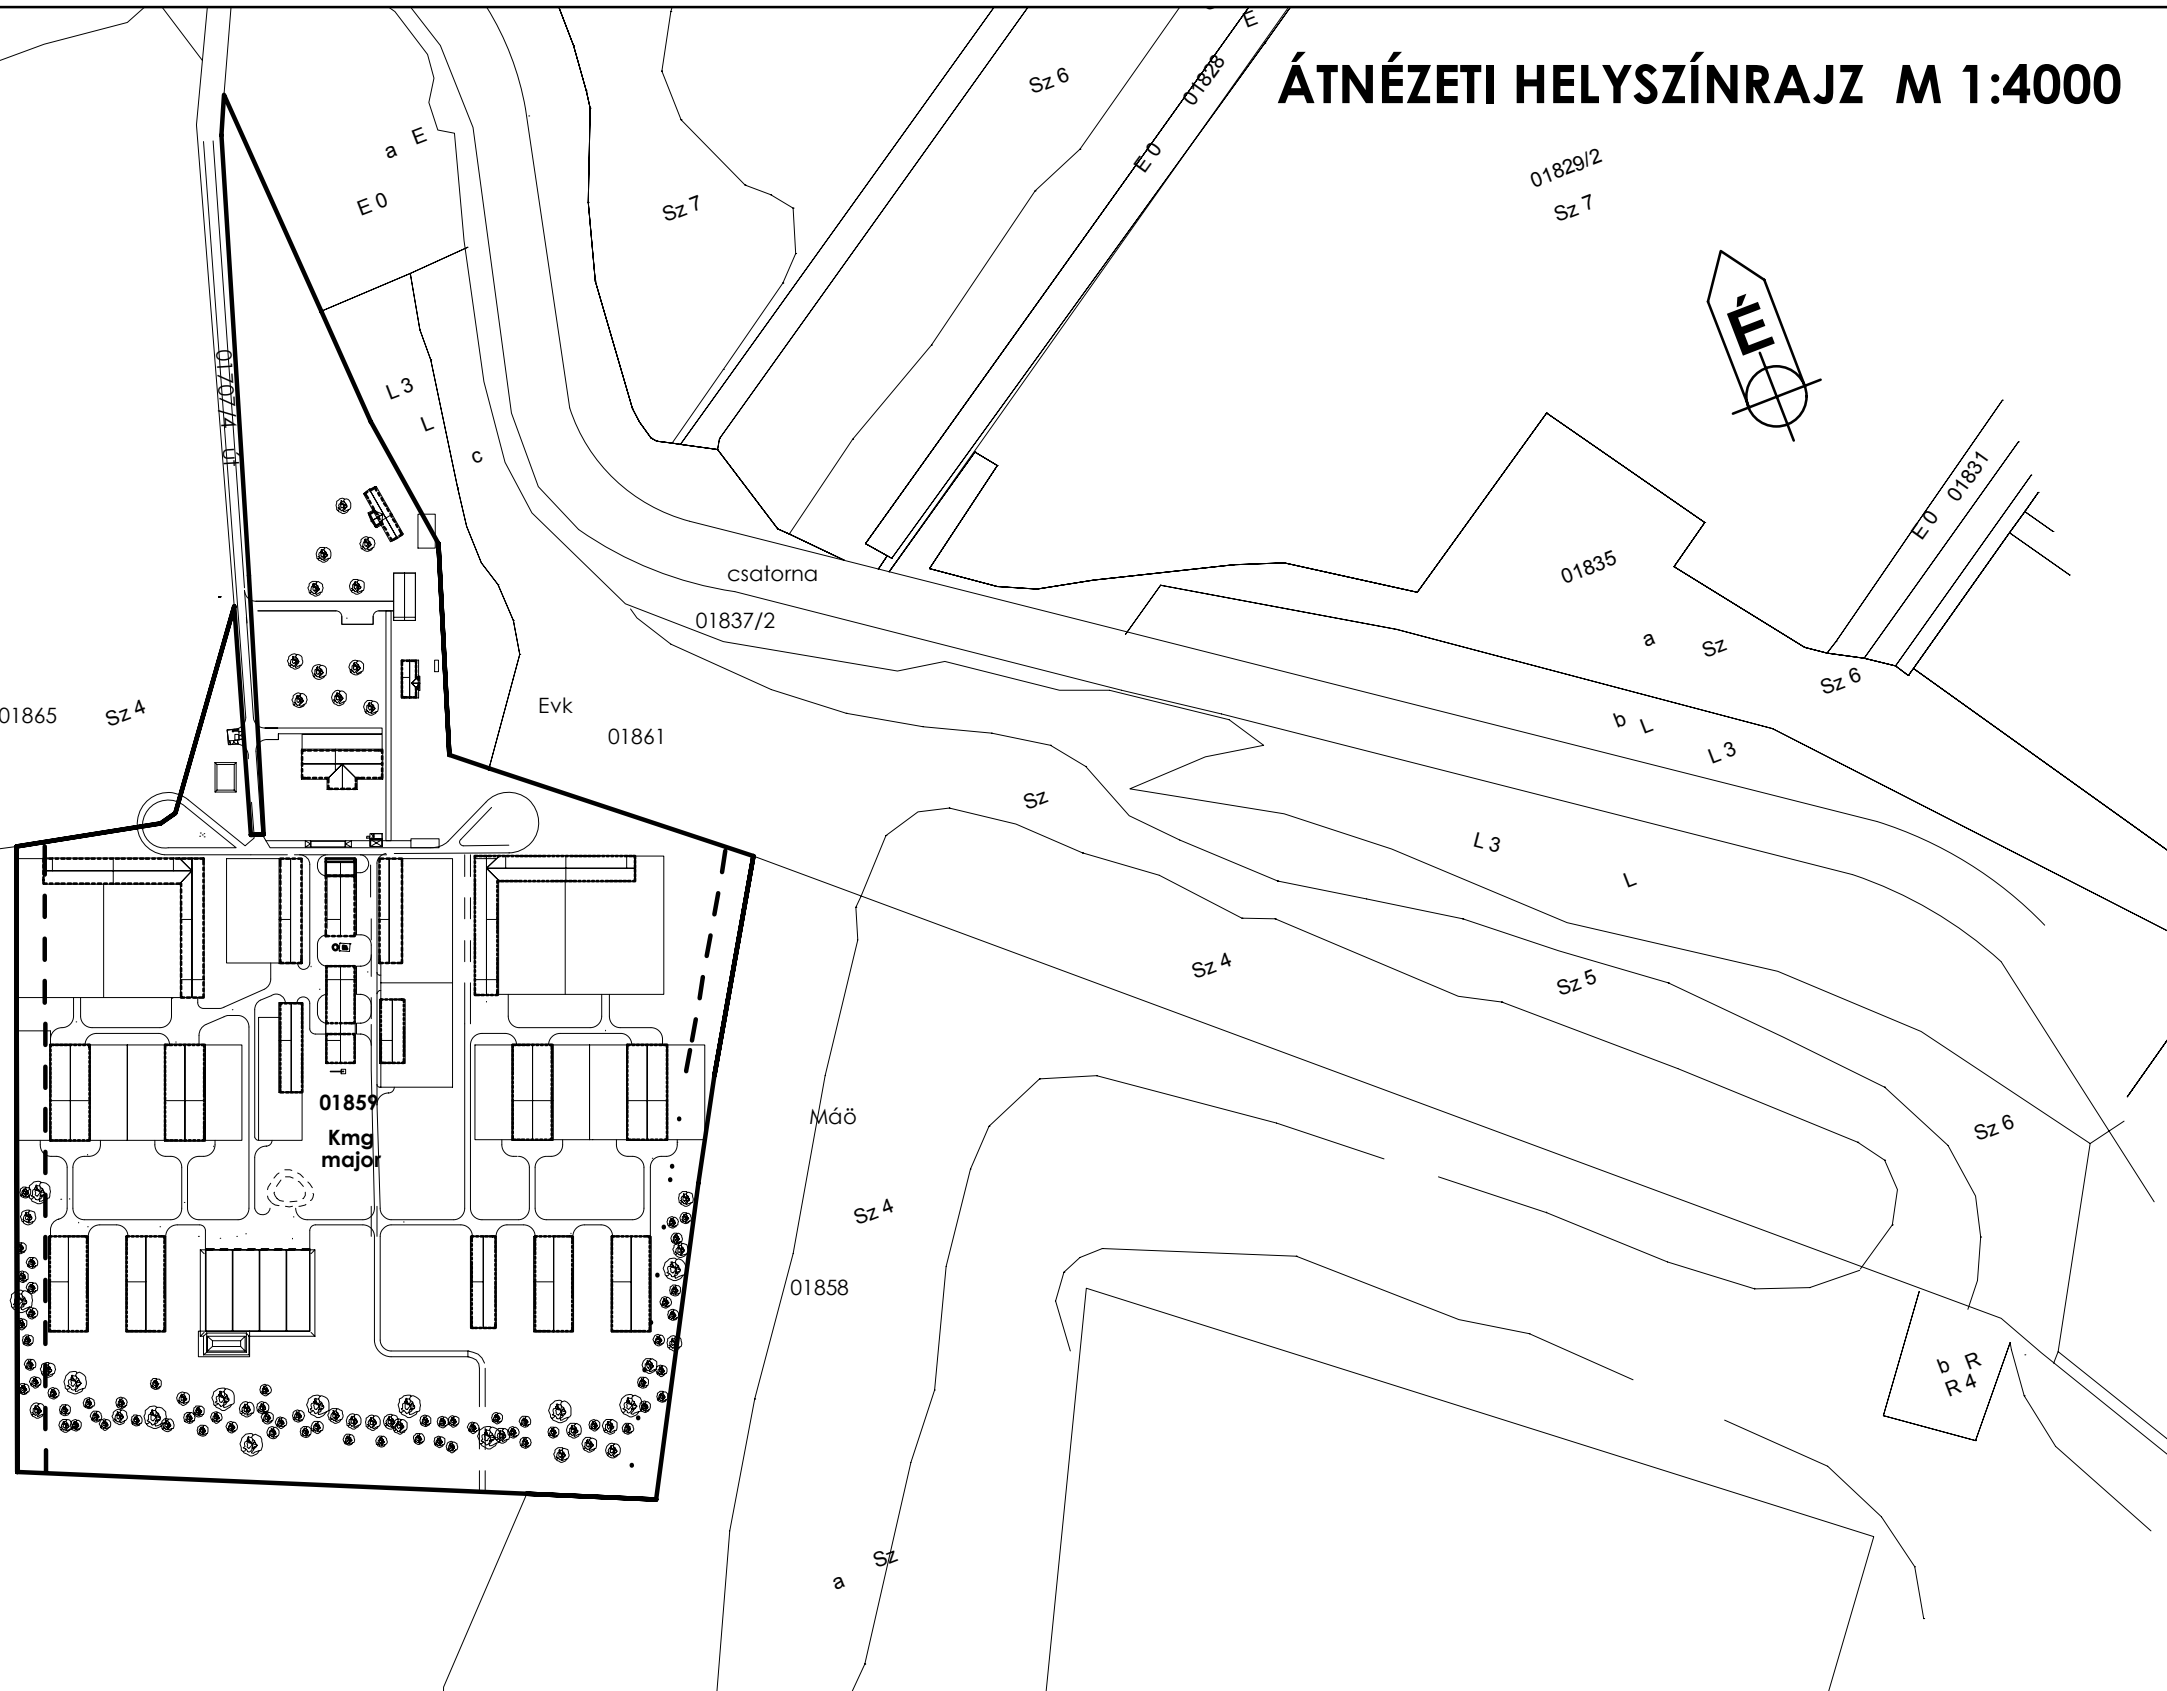 ÁTNÉZETI HELYSZÍNRAJZ M 1:4000
E
01828
Sz 6
E 0
a E
E 0
Sz 7
01829/2
Sz 7
É
01707/4 út
L 3
L
c
01831
E 0
csatorna
01835
01837/2
a Sz
Sz 6
01865
Sz 4
Evk
01861
b L
L 3
Sz
L 3
L
Sz 4
Sz 5
01859
Kmg
major
Máö
Sz 6
Sz 4
01858
b R
R 4
a Sz